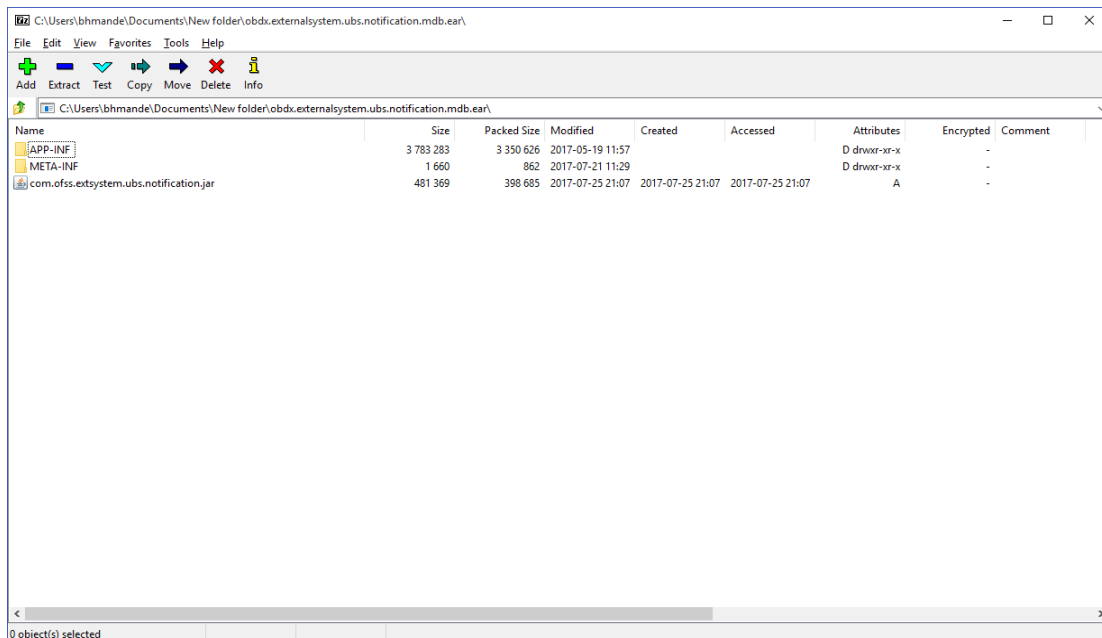 C:\Users\bhmande\Documents\New folder\obdx.externalsystem.ubs.notification.mdb.ear\
File Edit View Favorites Tools Help
Add Extract Test Copy Move Delete Info
C:\Users\bhmande\Documents\New folder\obdx.externalsystem.ubs.notification.mdb.ear\
Name Size Packed Size Modified Created Accessed Attributes Encrypted Comment
APP-INF 3 783 283 3 350 626 2017-05-19 11:57 D drwxr-xr-x -
META-INF 1 660 862 2017-07-21 11:29 D drwxr-xr-x -
com.ofss.extsystem.ubs.notification.jar 481 369 398 685 2017-07-25 21:07 2017-07-25 21:07 2017-07-25 21:07 A -
0 object(s) selected